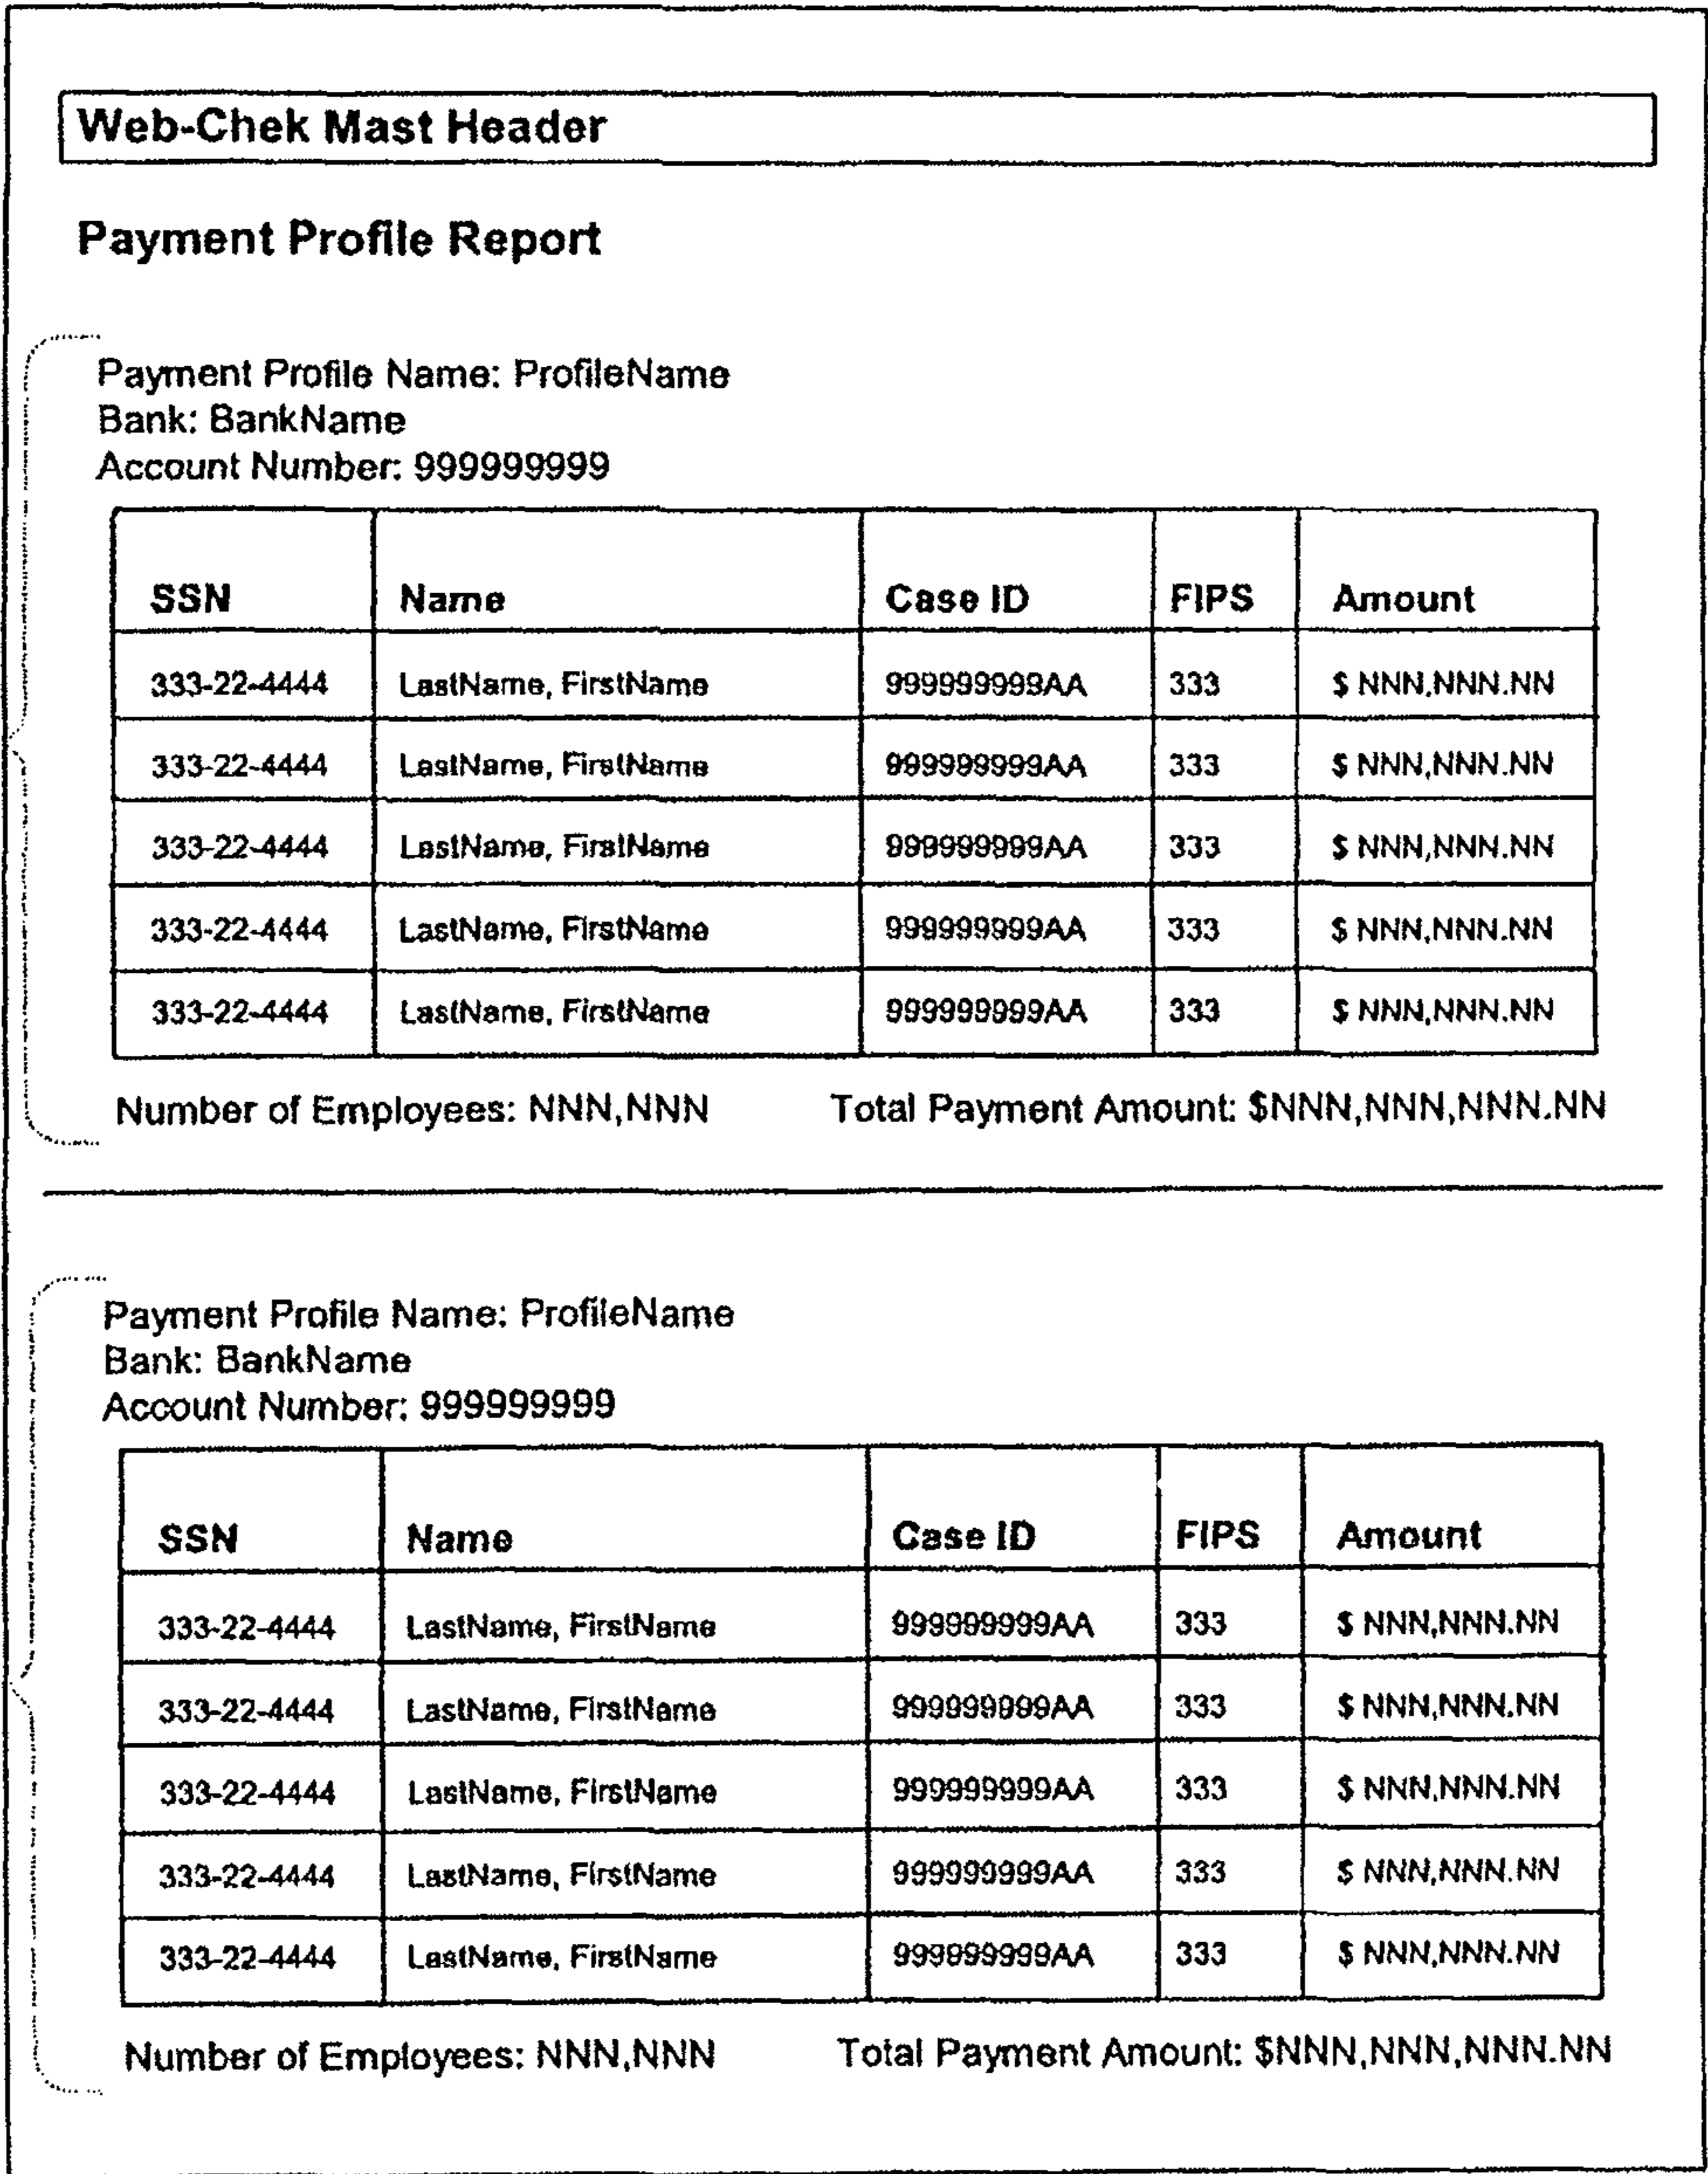 Web-Chek Mast Header
Payment Profile Report
Payment Profile Name: ProfileName
Bank: BankName
Account Number: 999999999
SSN Name Case ID FIPS Amount
333-22-4444 LastName, FirstName 999999999AA 333 $ NNN,NNN.NN
333-22-4444 LastName, FirstName 999999999AA 333 $ NNN,NNN.NN
333-22-4444 LastName, FirstName 999999999AA 333 $ NNN,NNN.NN
333-22-4444 LastName, FirstName 999999999AA 333 $ NNN,NNN.NN
333-22-4444 LastName, FirstName 999999999AA 333 $ NNN,NNN.NN
Number of Employees: NNN,NNN Total Payment Amount: $NNN,NNN,NNN.NN
Payment Profile Name: ProfileName
Bank: BankName
Account Number: 999999999
SSN Name Case ID FIPS Amount
333-22-4444 LastName, FirstName 999999999AA 333 $ NNN,NNN.NN
333-22-4444 LastName, FirstName 999999999AA 333 $ NNN,NNN.NN
333-22-4444 LastName, FirstName 999999999AA 333 $ NNN,NNN.NN
333-22-4444 LastName, FirstName 999999999AA 333 $ NNN,NNN.NN
333-22-4444 LastName, FirstName 999999999AA 333 $ NNN,NNN.NN
Number of Employees: NNN,NNN Total Payment Amount: $NNN,NNN,NNN.NN